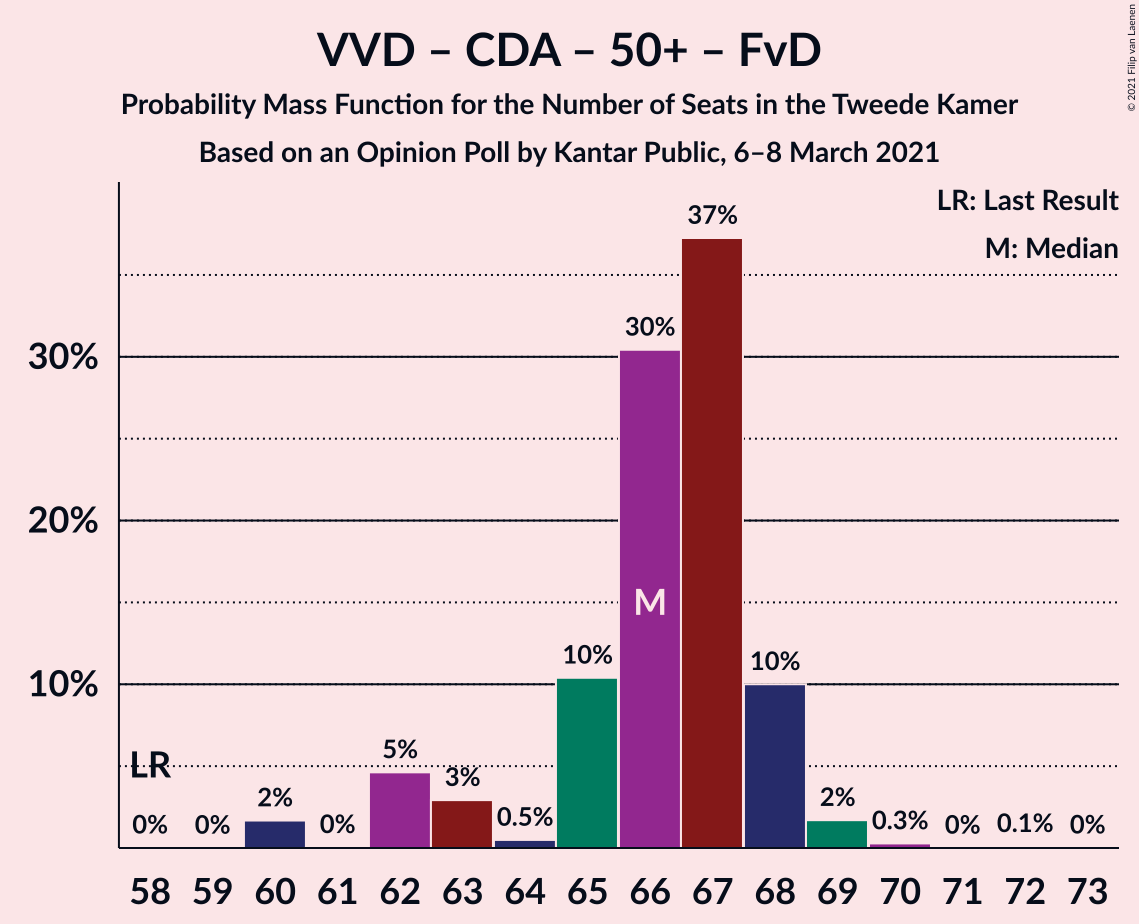 VVD – CDA – 50+ – FvD
Probability Mass Function for the Number of Seats in the Tweede Kamer
Based on an Opinion Poll by Kantar Public, 6–8 March 2021
© 2021 Filip van Laenen
LR: Last Result
M: Median
37%
30%
30%
20%
M
10%
10%
10%
LR
5%
3%
2%
2%
0%
0%
0%
0.5%
0.3%
0%
0.1%
0%
58 59 60 61 62 63 64 65 66 67 68 69 70 71 72 73